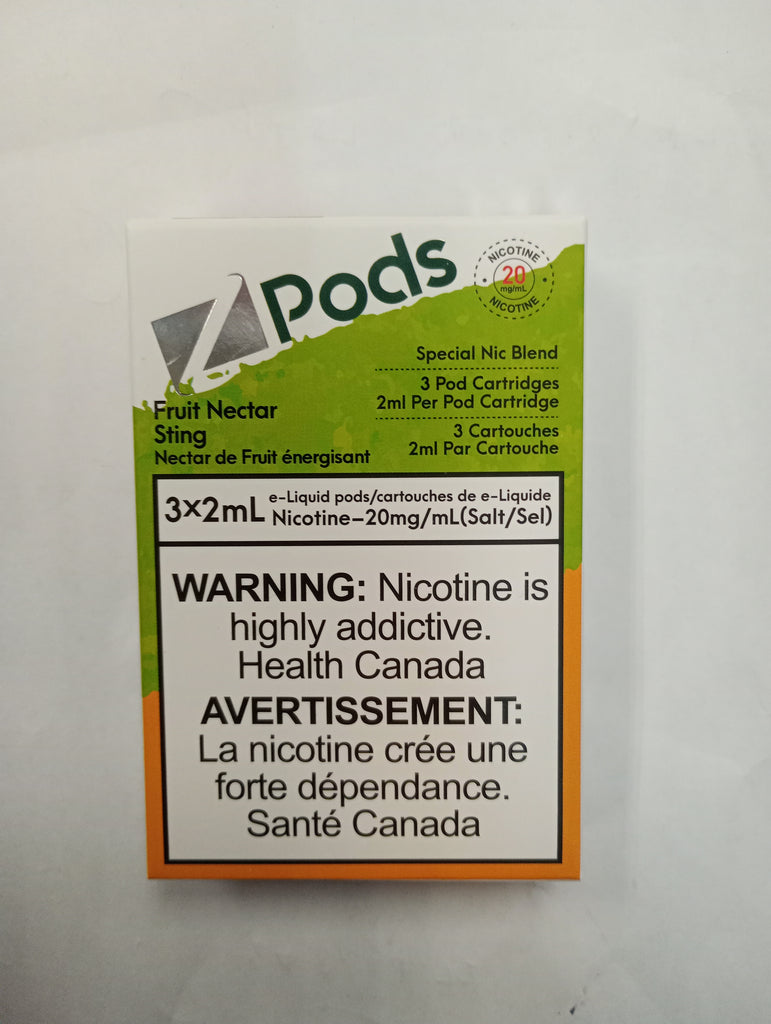 Z Pods
NICOTINE
20
mg/mL
NICOTINE
Special Nic Blend
3 Pod Cartridges
2ml Per Pod Cartridge
3 Cartouches
2ml Par Cartouche
Fruit Nectar
Sting
Nectar de Fruit énergisant
3×2mL
e-Liquid pods/cartouches de e-Liquide
Nicotine–20mg/mL(Salt/Sel)
WARNING: Nicotine is
highly addictive.
Health Canada
AVERTISSEMENT:
La nicotine crée une
forte dépendance.
Santé Canada